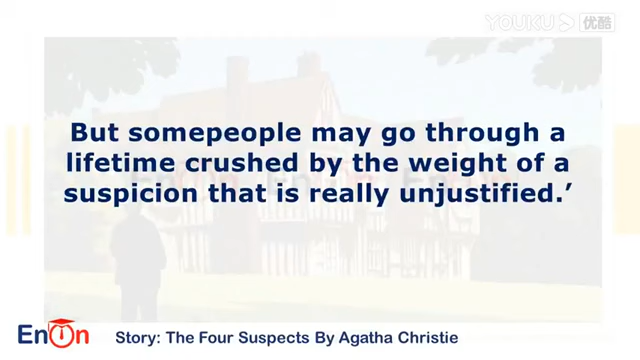 YOUKU 优酷
But somepeople may go through a
lifetime crushed by the weight of a
suspicion that is really unjustified.’
EnOn
Story: The Four Suspects By Agatha Christie